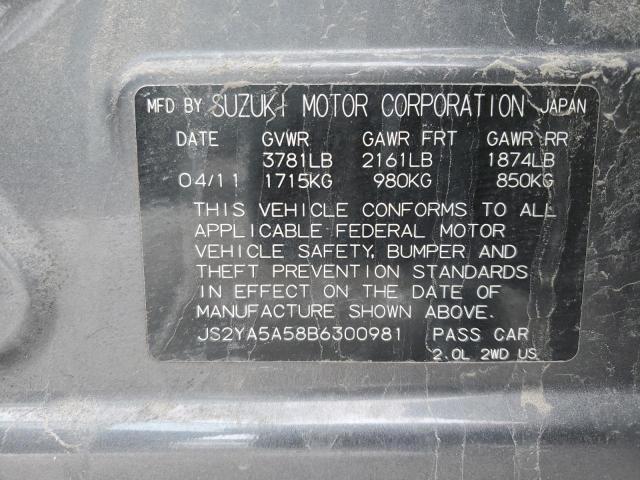 MFD BY SUZUKI MOTOR CORPORATION JAPAN
DATE GVWR GAWR FRT GAWR RR
3781LB 2161LB 1874LB
04/11 1715KG 980KG 850KG
THIS VEHICLE CONFORMS TO ALL
APPLICABLE FEDERAL MOTOR
VEHICLE SAFETY, BUMPER AND
THEFT PREVENTION STANDARDS
IN EFFECT ON THE DATE OF
MANUFACTURE SHOWN ABOVE.
JS2YA5A58B6300981 PASS CAR
2.0L 2WD US